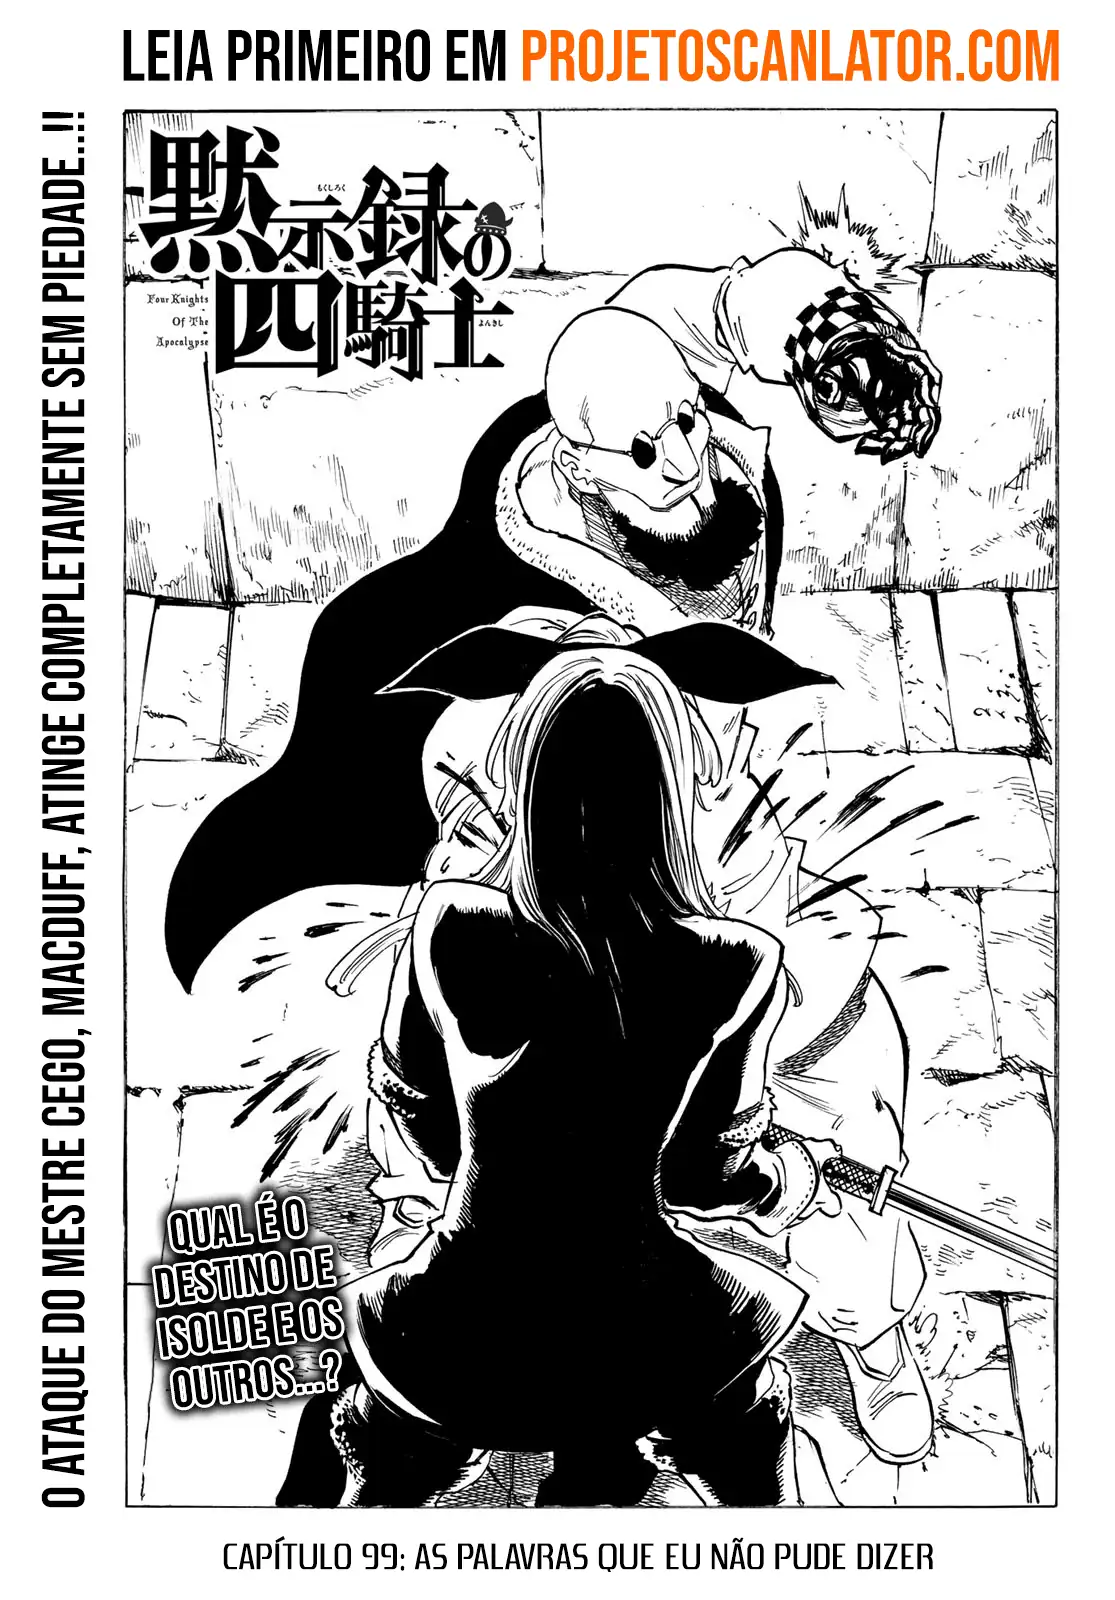 LEIA PRIMEIRO EM PROJETOSCANLATOR.COM
O ATAQUE DO MESTRE CEGO, MACDUFF, ATINGE COMPLETAMENTE SEM PIEDADE..!!
もくしろく
黙示録の
四騎士
よんきし
Four Knights
Of The
Apocalypse
QUAL É O
DESTINO DE
ISOLDE E OS
OUTROS...?
CAPÍTULO 99: AS PALAVRAS QUE EU NÃO PUDE DIZER